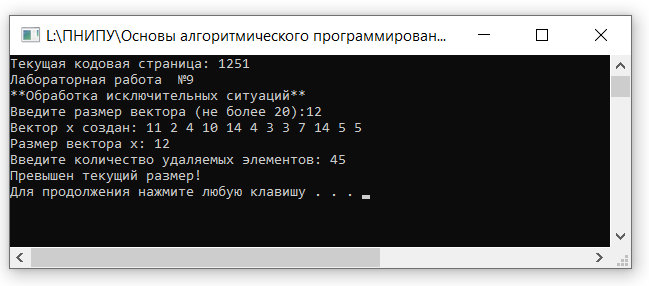 L:\ПНИПУ\Основы алгоритмического программирован...
Текущая кодовая страница: 1251
Лабораторная работа  №9
**Обработка исключительных ситуаций**
Введите размер вектора (не более 20):12
Вектор x создан: 11 2 4 10 14 4 3 3 7 14 5 5
Размер вектора x: 12
Введите количество удаляемых элементов: 45
Превышен текущий размер!
Для продолжения нажмите любую клавишу . . .